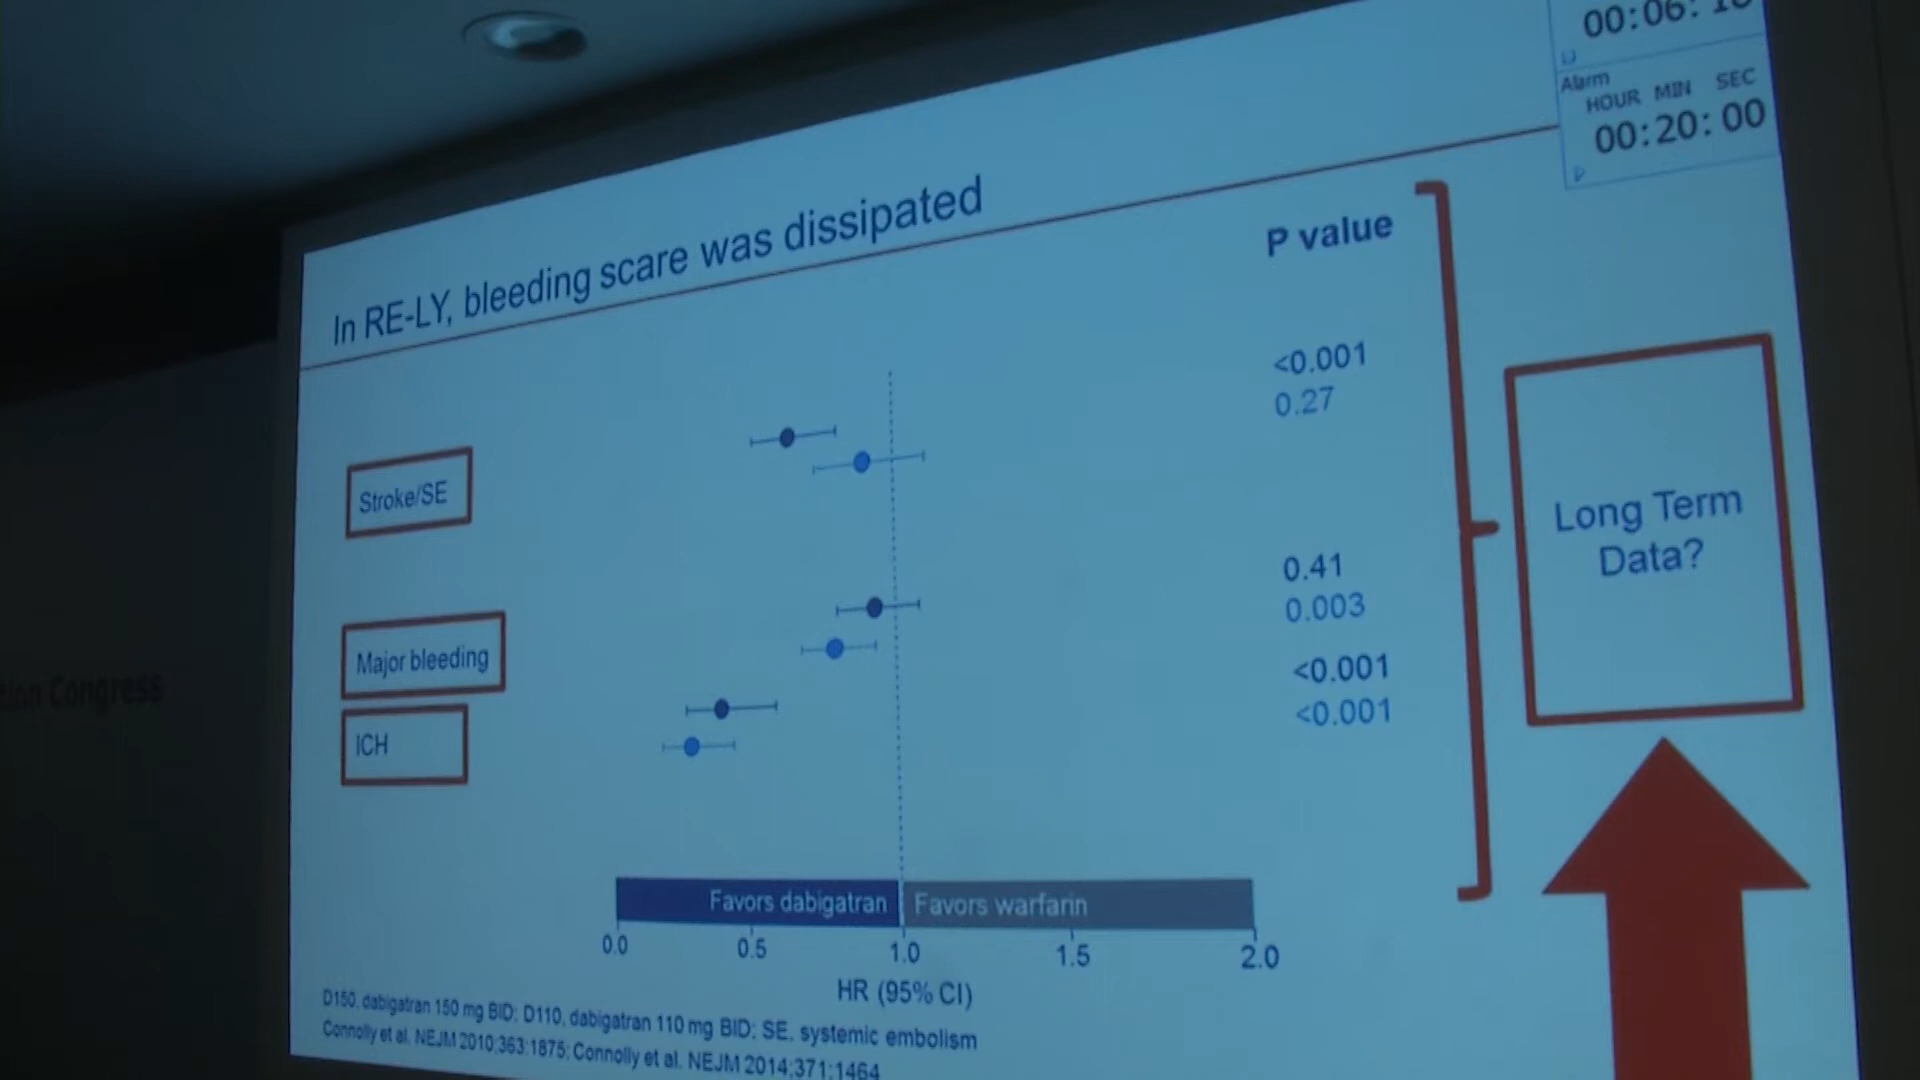 00:06:18
Alarm
HOUR MIN SEC
00:20:00
In RE-LY, bleeding scare was dissipated
P value
<0.001
0.27
Stroke/SE
0.41
0.003
Major bleeding
<0.001
<0.001
ICH
Long Term
Data?
Favors dabigatran
Favors warfarin
0.0 0.5 1.0 1.5 2.0
HR (95% CI)
D150, dabigatran 150 mg BID; D110, dabigatran 110 mg BID; SE, systemic embolism
Connolly et al. NEJM 2010;363:1875; Connolly et al. NEJM 2014;371:1464
Congress